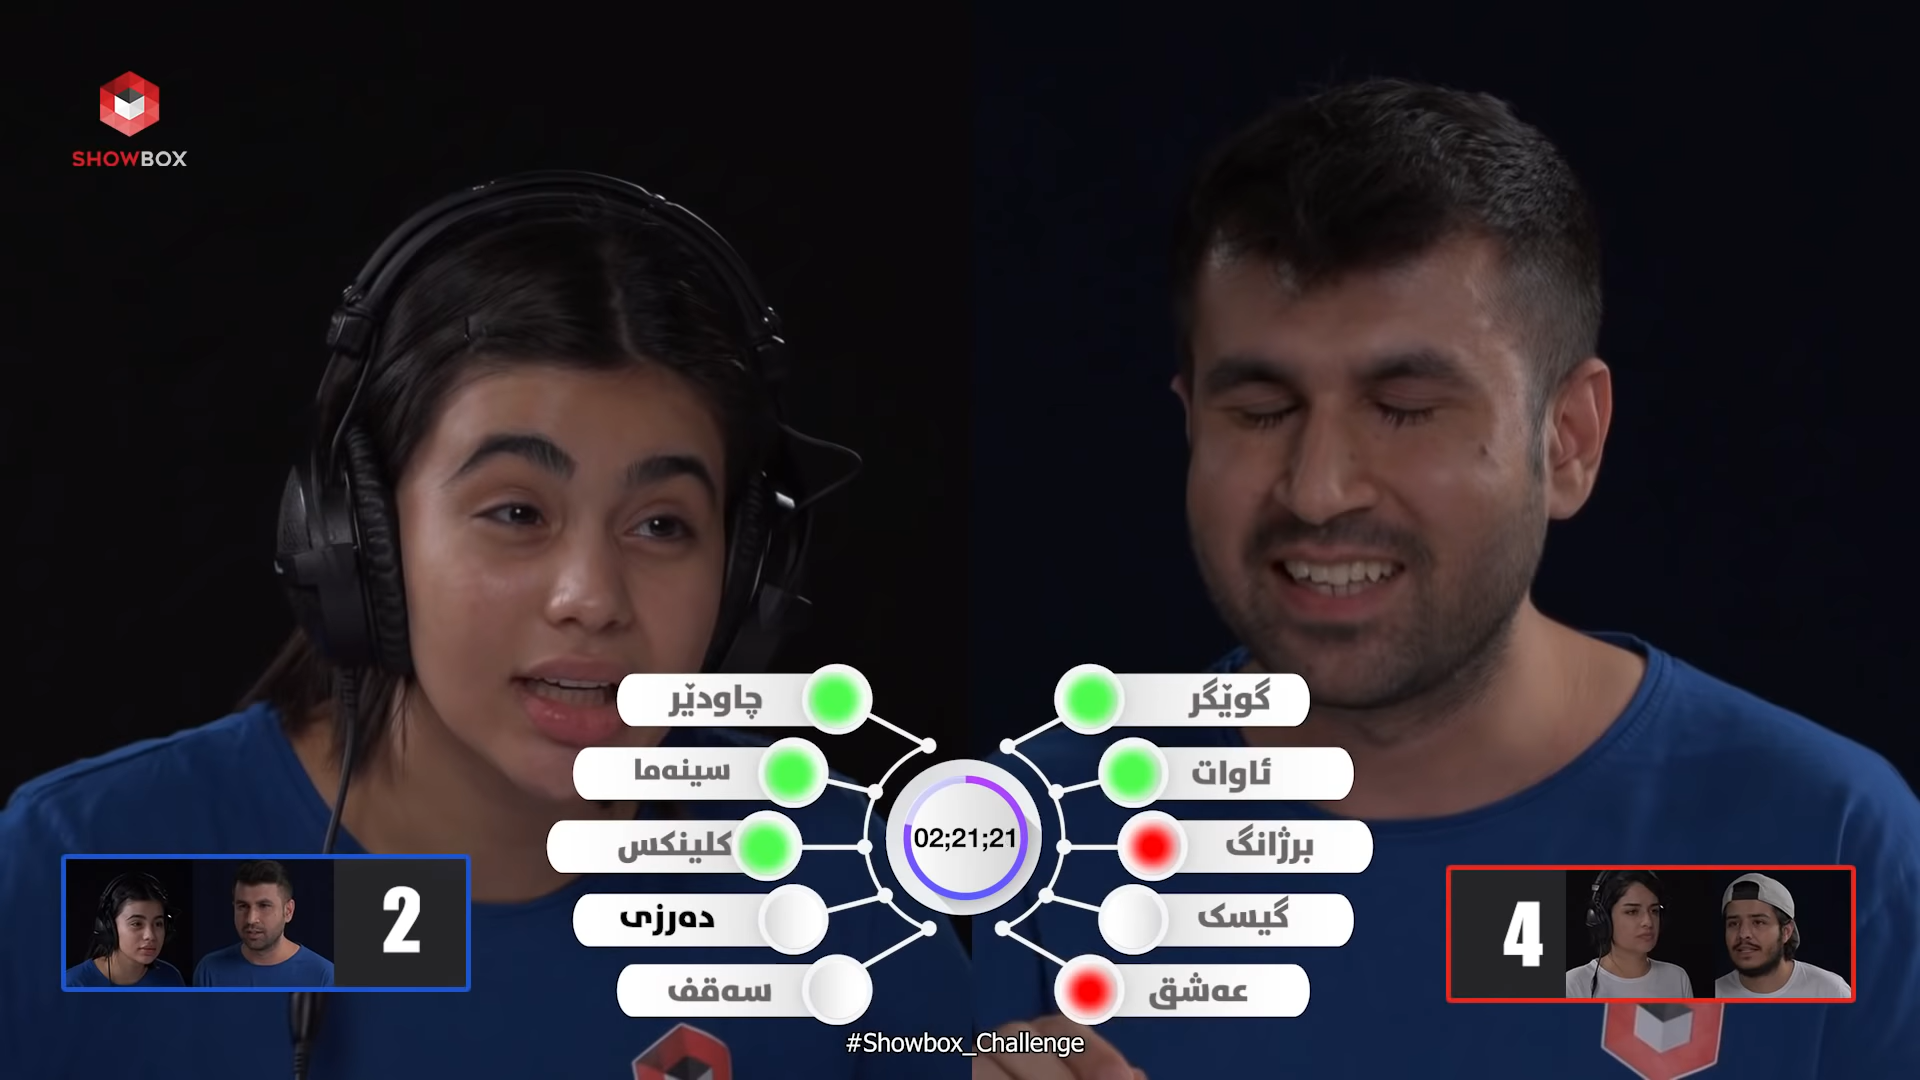 SHOWBOX
چاودێر
گوێگر
سینەما
ئاوات
کلینکس
برژانگ
02;21;21
دەرزی
گیسک
سەقف
عەشق
2
4
#Showbox_Challenge